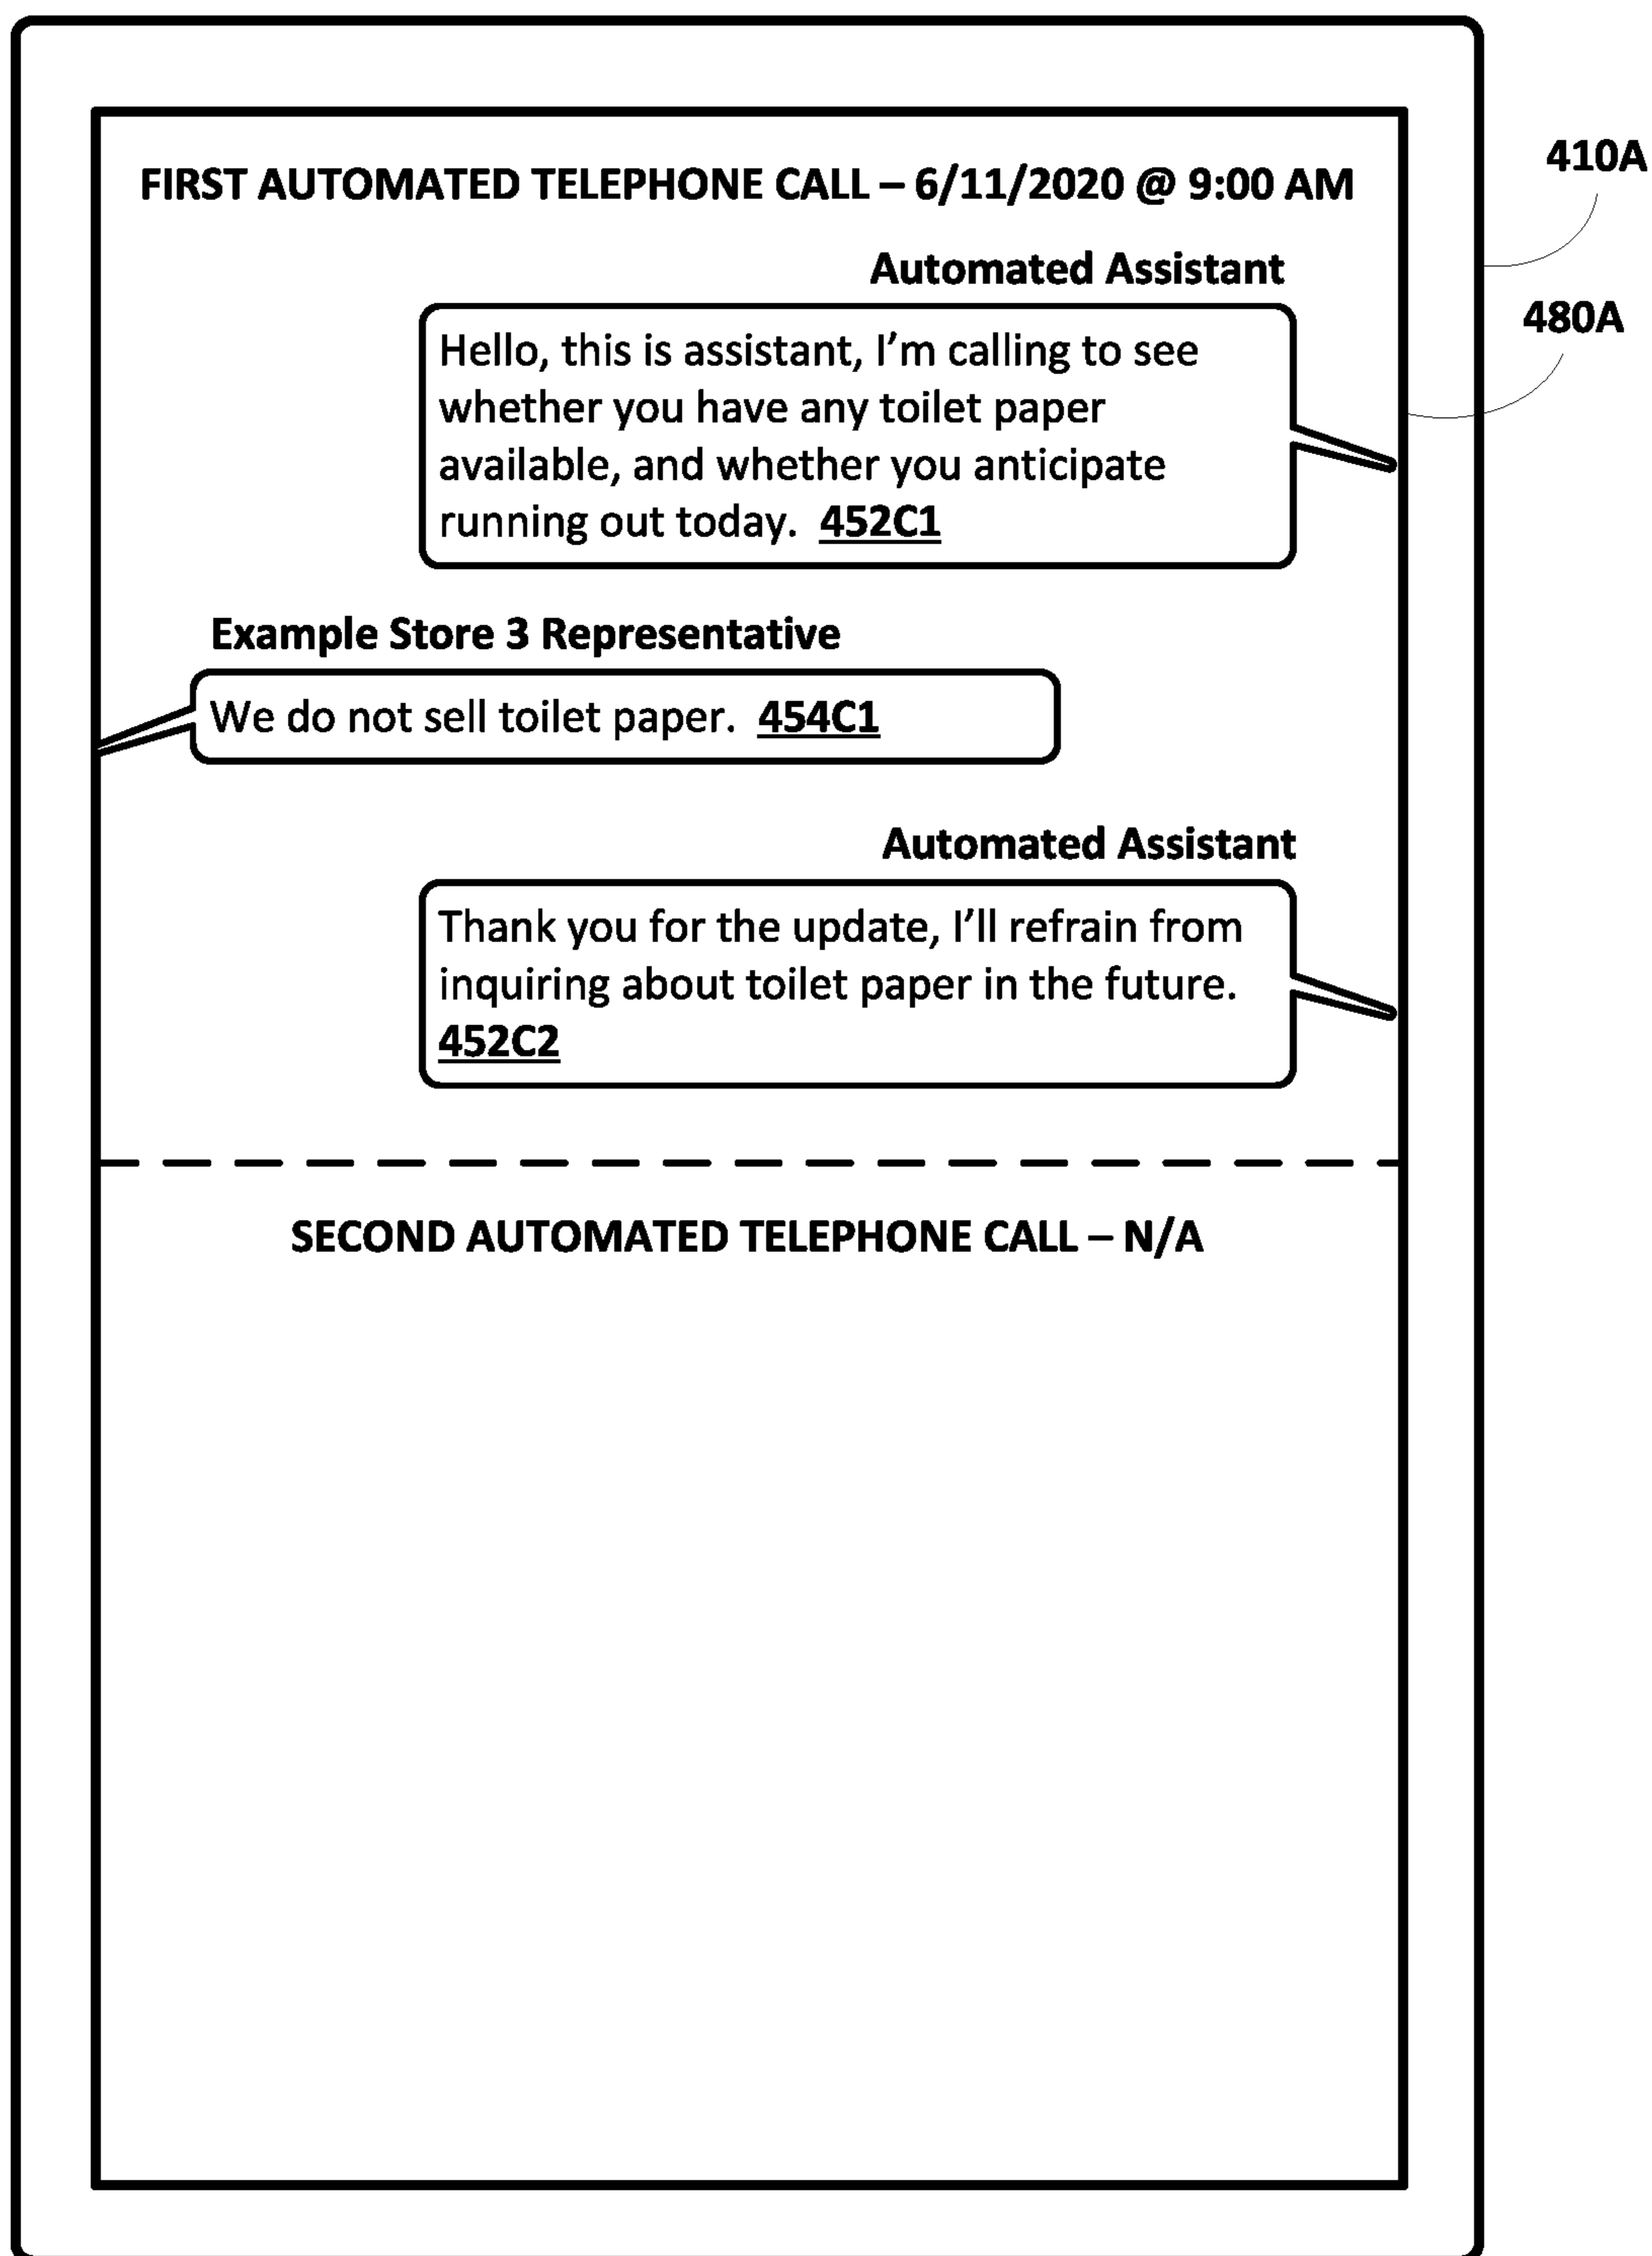 FIRST AUTOMATED TELEPHONE CALL – 6/11/2020 @ 9:00 AM
410A
Automated Assistant
480A
Hello, this is assistant, I'm calling to see
whether you have any toilet paper
available, and whether you anticipate
running out today. 452C1
Example Store 3 Representative
We do not sell toilet paper. 454C1
Automated Assistant
Thank you for the update, I'll refrain from
inquiring about toilet paper in the future.
452C2
SECOND AUTOMATED TELEPHONE CALL – N/A